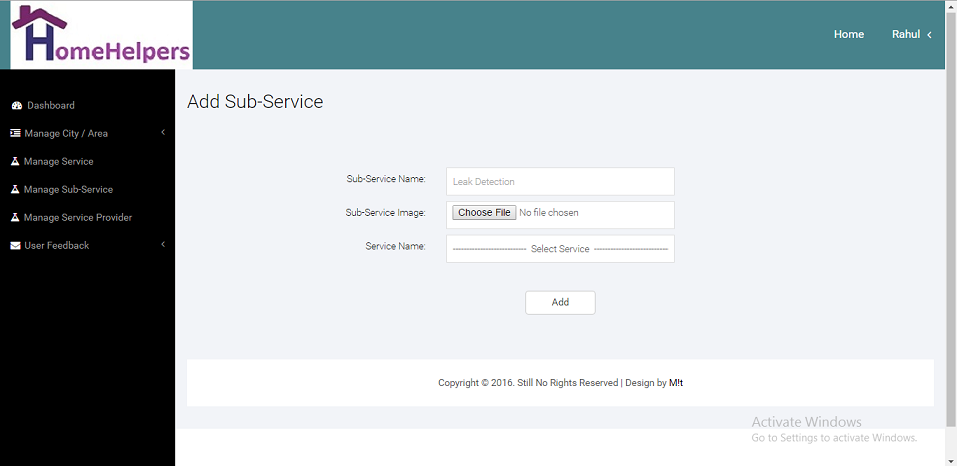 HomeHelpers
Home
Rahul
Dashboard
Manage City / Area
Manage Service
Manage Sub-Service
Manage Service Provider
User Feedback
Add Sub-Service
Sub-Service Name:
Leak Detection
Sub-Service Image:
Choose File No file chosen
Service Name:
--------------------------- Select Service ---------------------------
Add
Copyright © 2016. Still No Rights Reserved | Design by M!t
Activate Windows
Go to Settings to activate Windows.